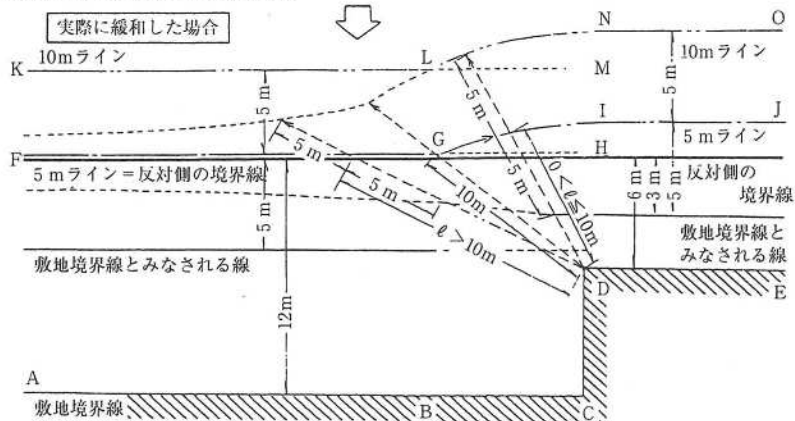 実際に緩和した場合
10mライン
K
L
N
O
10mライン
M
5m
5m
5m
I
J
G
H
5mライン
F
5m
5m
5m
10m
0<ℓ≦10m
ℓ>10m
5mライン=反対側の境界線
5m
6m
3m
5m
反対側の
境界線
敷地境界線とみなされる線
敷地境界線と
みなされる線
D
E
12m
A
敷地境界線
B
C